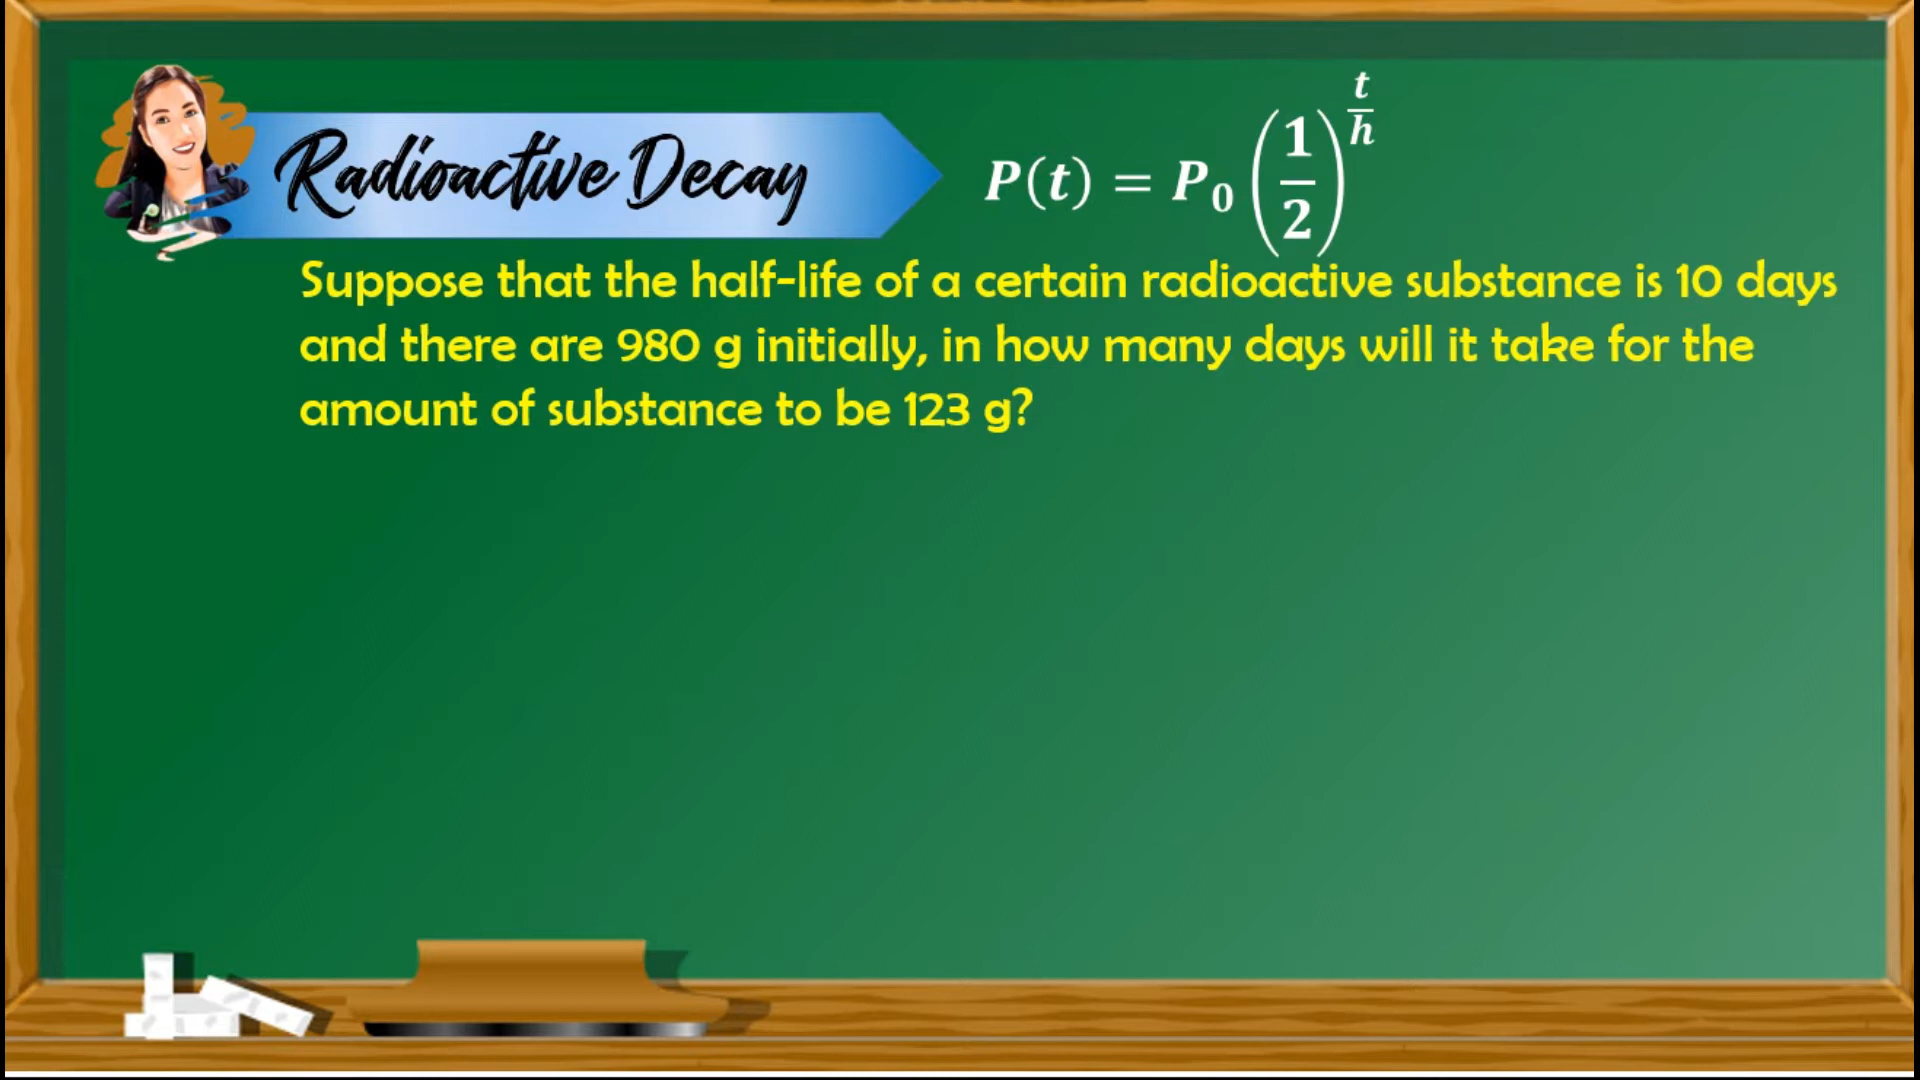 Radioactive Decay
P(t) = P₀(1/2)^(t/h)
Suppose that the half-life of a certain radioactive substance is 10 days
and there are 980 g initially, in how many days will it take for the
amount of substance to be 123 g?